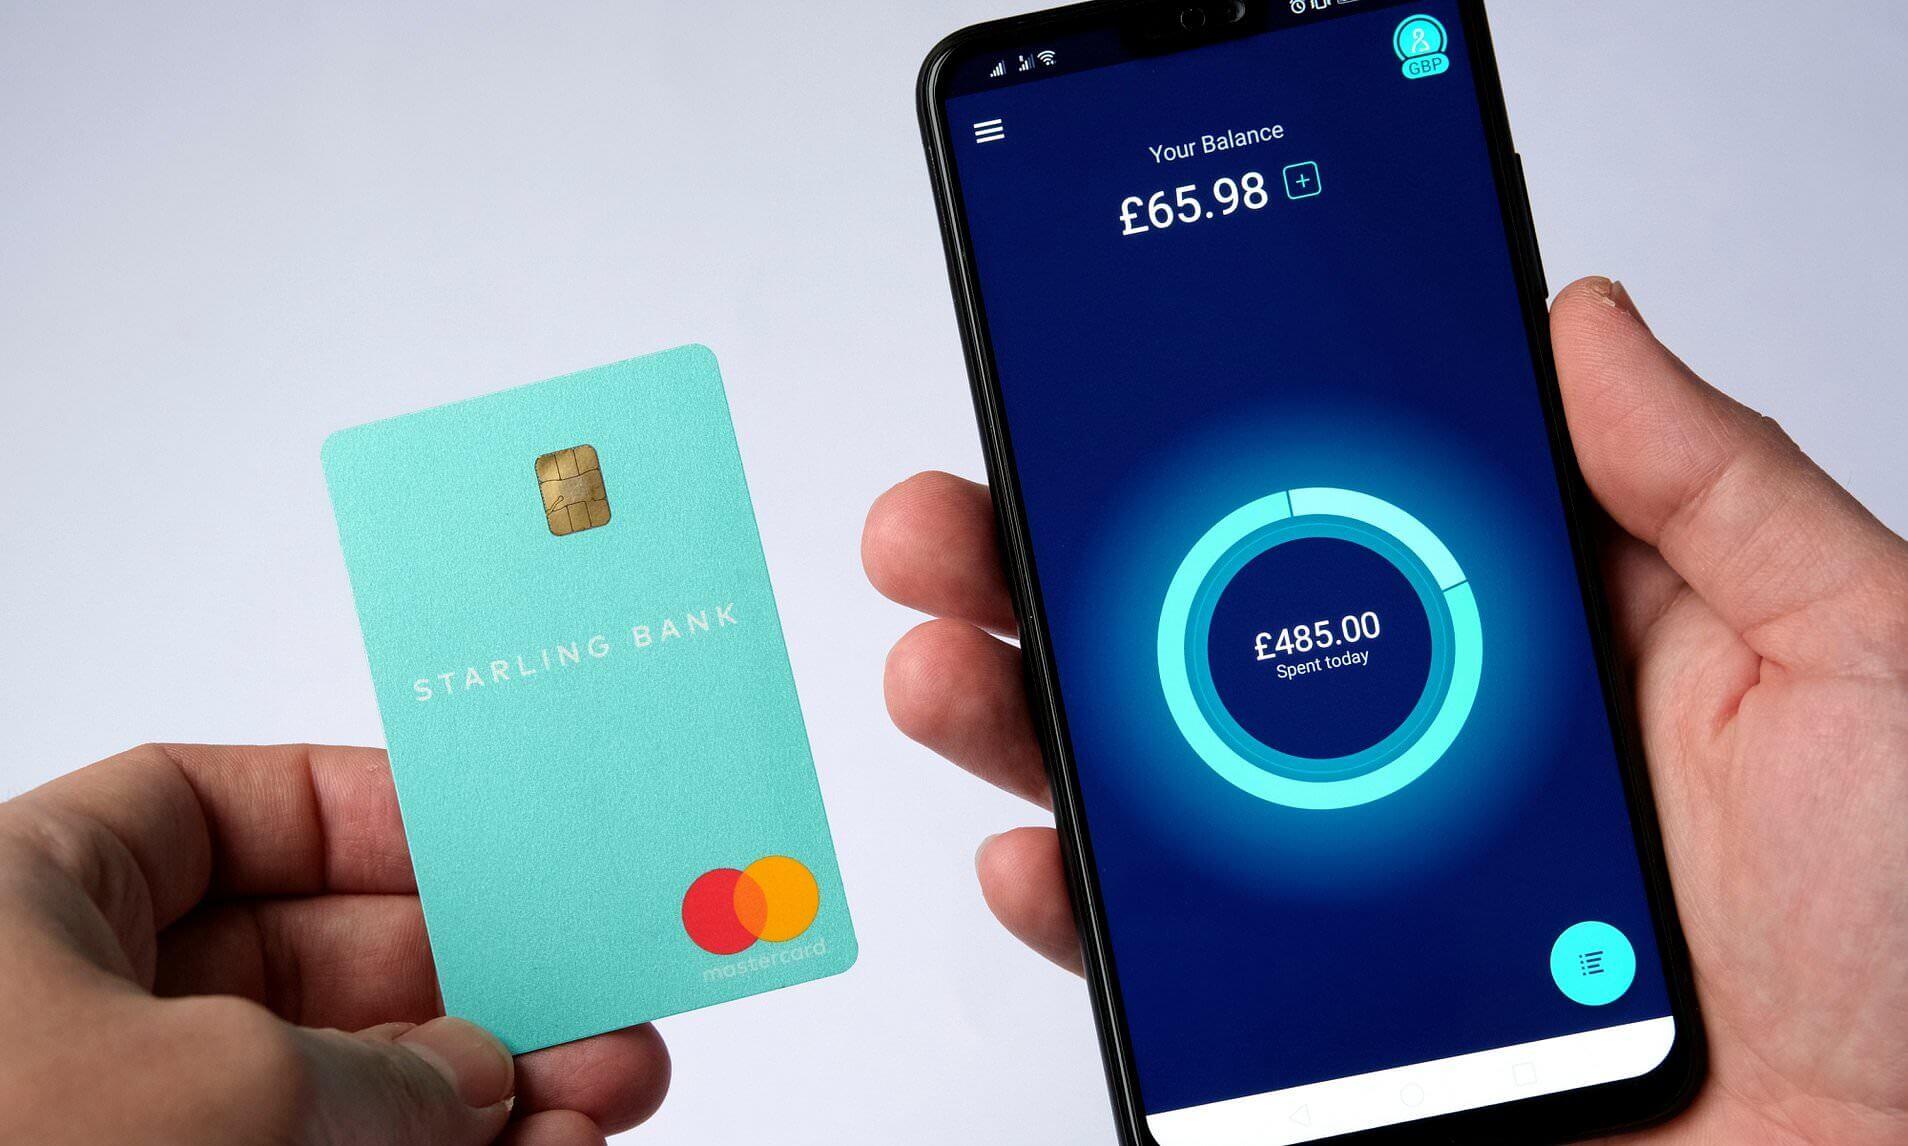 GBP
Your Balance
£65.98
£485.00
Spent today
STARLING BANK
mastercard